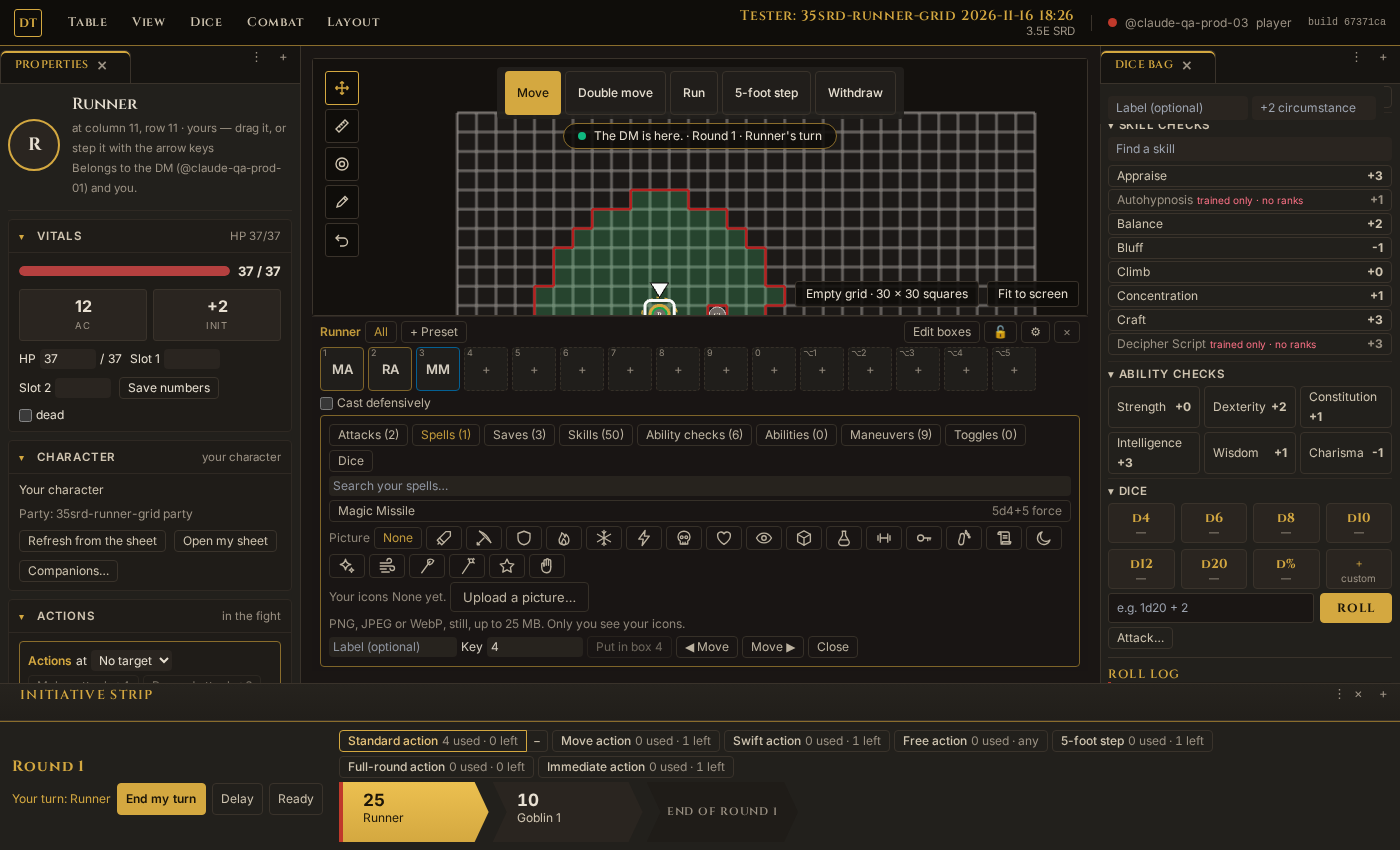 DT
TABLE
VIEW
DICE
COMBAT
LAYOUT
TESTER: 35SRD-RUNNER-GRID 2026-11-16 18:26
3.5E SRD
@claude-qa-prod-03 player
build 67371ca
PROPERTIES ×
⋮ +
RUNNER
R
at column 11, row 11 · yours — drag it, or
step it with the arrow keys
Belongs to the DM (@claude-qa-prod-
01) and you.
▾ VITALS HP 37/37
37 / 37
12
AC
+2
INIT
HP 37 / 37 Slot 1
Slot 2 Save numbers
dead
▾ CHARACTER your character
Your character
Party: 35srd-runner-grid party
Refresh from the sheet
Open my sheet
Companions...
▾ ACTIONS in the fight
Actions at No target
Move
Double move
Run
5-foot step
Withdraw
The DM is here. · Round 1 · Runner's turn
Empty grid · 30 × 30 squares
Fit to screen
Runner
All
+ Preset
Edit boxes
×
1 MA
2 RA
3 MM
4 +
5 +
6 +
7 +
8 +
9 +
0 +
⌥1 +
⌥2 +
⌥3 +
⌥4 +
⌥5 +
Cast defensively
Attacks (2)
Spells (1)
Saves (3)
Skills (50)
Ability checks (6)
Abilities (0)
Maneuvers (9)
Toggles (0)
Dice
Search your spells...
Magic Missile 5d4+5 force
Picture None
Your icons None yet. Upload a picture...
PNG, JPEG or WebP, still, up to 25 MB. Only you see your icons.
Label (optional) Key 4 Put in box 4 ◀ Move Move ▶ Close
DICE BAG ×
⋮ +
Label (optional) +2 circumstance
SKILL CHECKS
Find a skill
Appraise +3
Autohypnosis trained only · no ranks +1
Balance +2
Bluff -1
Climb +0
Concentration +1
Craft +3
Decipher Script trained only · no ranks +3
▾ ABILITY CHECKS
Strength +0
Dexterity +2
Constitution +1
Intelligence +3
Wisdom +1
Charisma -1
▾ DICE
D4 —
D6 —
D8 —
D10 —
D12 —
D20 —
D% —
+ custom
e.g. 1d20 + 2 ROLL
Attack...
ROLL LOG
INITIATIVE STRIP
⋮ × +
ROUND 1
Your turn: Runner
End my turn
Delay
Ready
Standard action 4 used · 0 left
–
Move action 0 used · 1 left
Swift action 0 used · 1 left
Free action 0 used · any
5-foot step 0 used · 1 left
Full-round action 0 used · 0 left
Immediate action 0 used · 1 left
25
Runner
10
Goblin 1
END OF ROUND 1